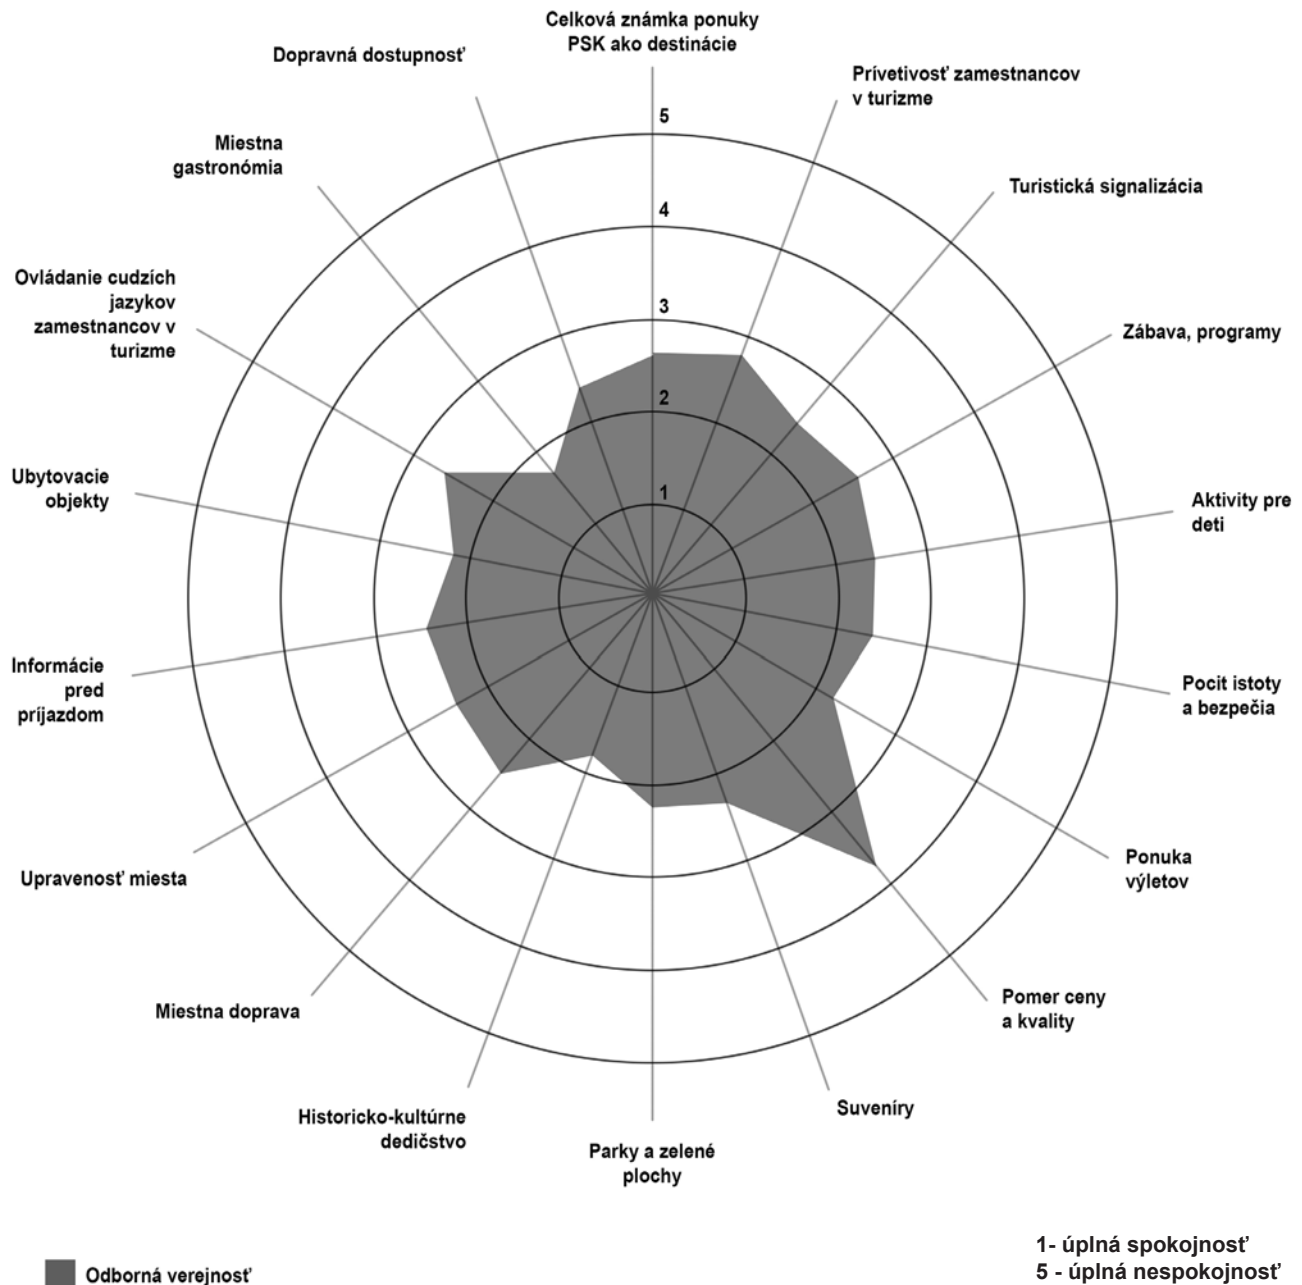 Celková známka ponuky
PSK ako destinácie
Prívetivosť zamestnancov
v turizme
Turistická signalizácia
Zábava, programy
Aktivity pre
deti
Pocit istoty
a bezpečia
Ponuka
výletov
Pomer ceny
a kvality
Suveníry
Parky a zelené
plochy
Historicko-kultúrne
dedičstvo
Miestna doprava
Upravenosť miesta
Informácie
pred
príjazdom
Ubytovacie
objekty
Ovládanie cudzích
jazykov
zamestnancov v
turizme
Miestna
gastronómia
Dopravná dostupnosť
5
4
3
2
1
Odborná verejnosť
1- úplná spokojnosť
5 - úplná nespokojnosť